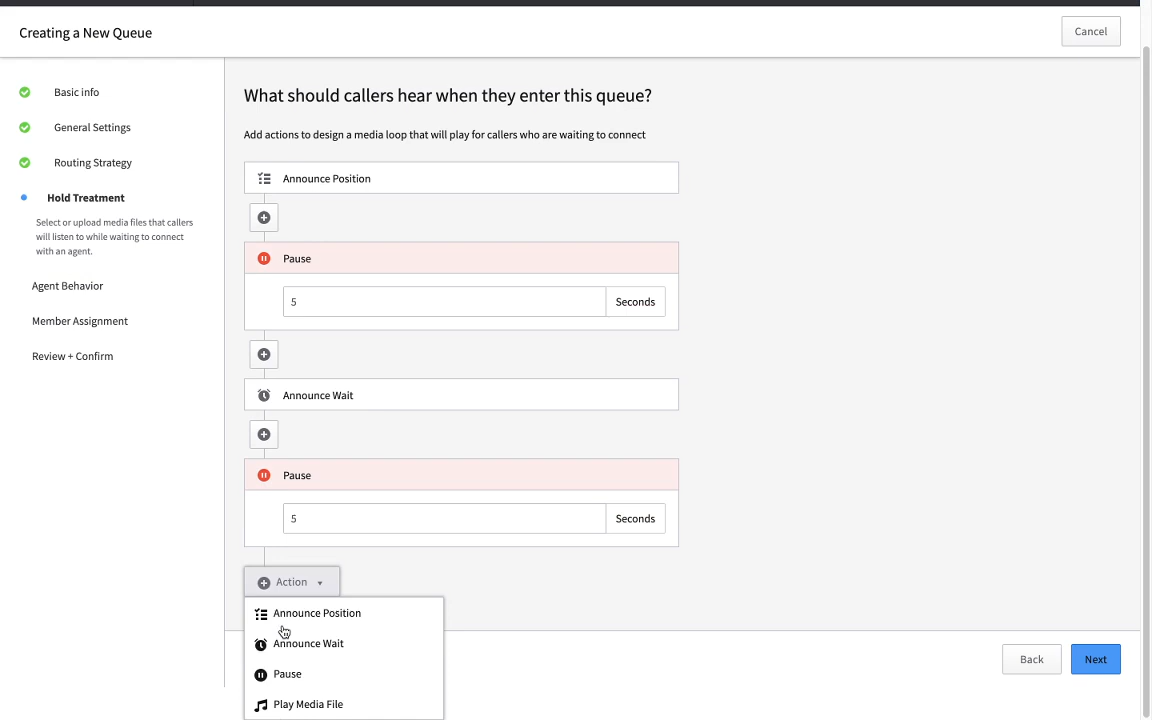 Creating a New Queue
Cancel
Basic info
General Settings
Routing Strategy
Hold Treatment
Select or upload media files that callers
will listen to while waiting to connect
with an agent.
Agent Behavior
Member Assignment
Review + Confirm
What should callers hear when they enter this queue?
Add actions to design a media loop that will play for callers who are waiting to connect
Announce Position
Pause
5
Seconds
Announce Wait
Pause
5
Seconds
Action
Announce Position
Announce Wait
Pause
Play Media File
Back
Next